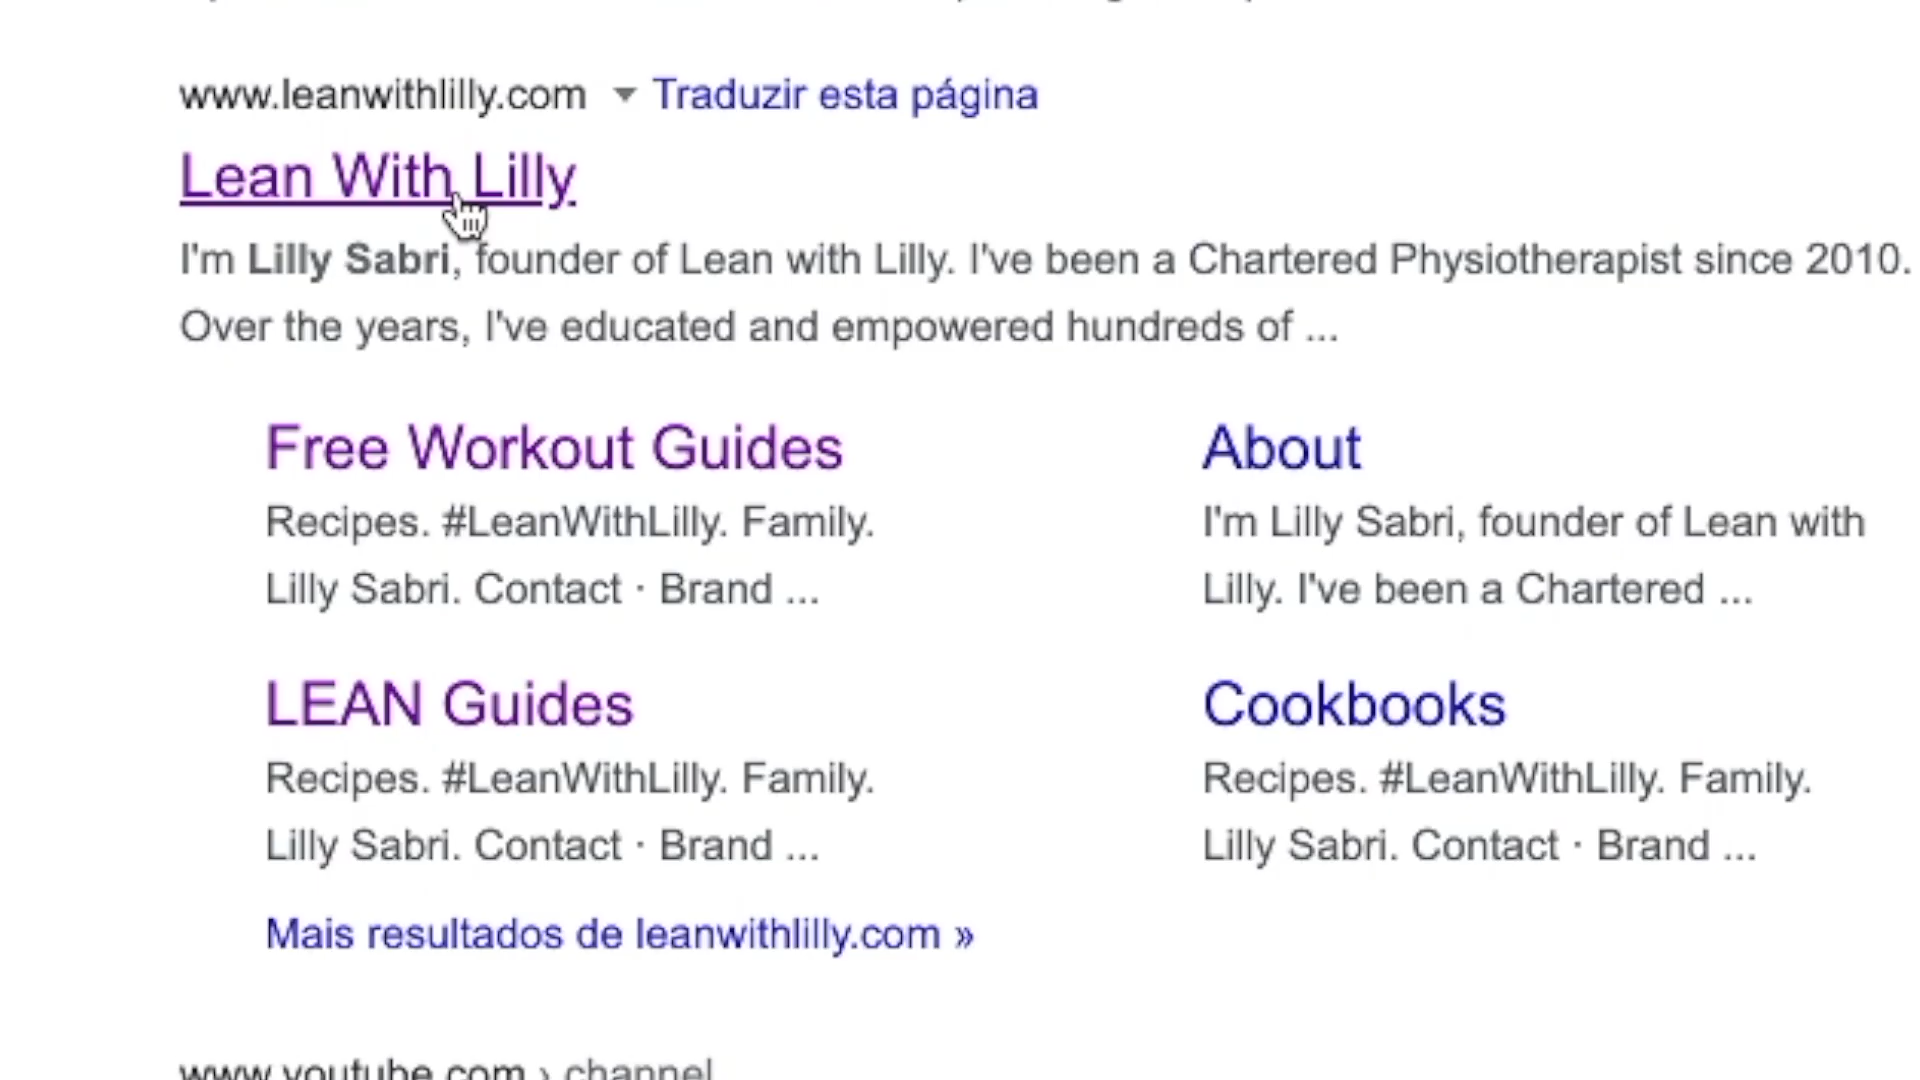 www.leanwithlilly.com Traduzir esta página
Lean With Lilly
I'm Lilly Sabri, founder of Lean with Lilly. I've been a Chartered Physiotherapist since 2010.
Over the years, I've educated and empowered hundreds of ...
Free Workout Guides
Recipes. #LeanWithLilly. Family.
Lilly Sabri. Contact · Brand ...
About
I'm Lilly Sabri, founder of Lean with
Lilly. I've been a Chartered ...
LEAN Guides
Recipes. #LeanWithLilly. Family.
Lilly Sabri. Contact · Brand ...
Cookbooks
Recipes. #LeanWithLilly. Family.
Lilly Sabri. Contact · Brand ...
Mais resultados de leanwithlilly.com »
www.youtube.com › channel